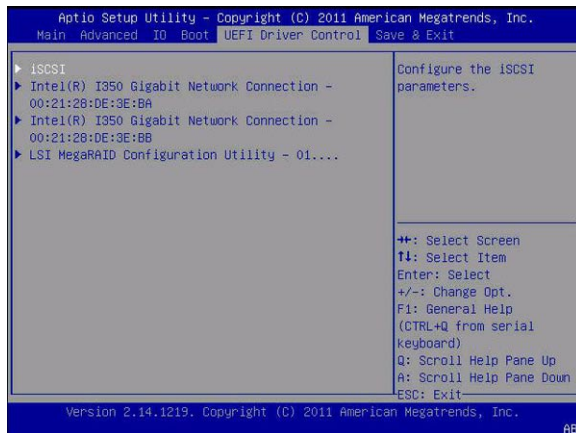 Aptio Setup Utility – Copyright (C) 2011 American Megatrends, Inc.
Main Advanced IO Boot UEFI Driver Control Save & Exit
iSCSI
Intel(R) I350 Gigabit Network Connection –
00:21:28:DE:3E:BA
Intel(R) I350 Gigabit Network Connection –
00:21:28:DE:3E:BB
LSI MegaRAID Configuration Utility – 01....
Configure the iSCSI
parameters.
→←: Select Screen
↑↓: Select Item
Enter: Select
+/-: Change Opt.
F1: General Help
(CTRL+Q from serial
keyboard)
Q: Scroll Help Pane Up
A: Scroll Help Pane Down
ESC: Exit
Version 2.14.1219. Copyright (C) 2011 American Megatrends, Inc.
AB